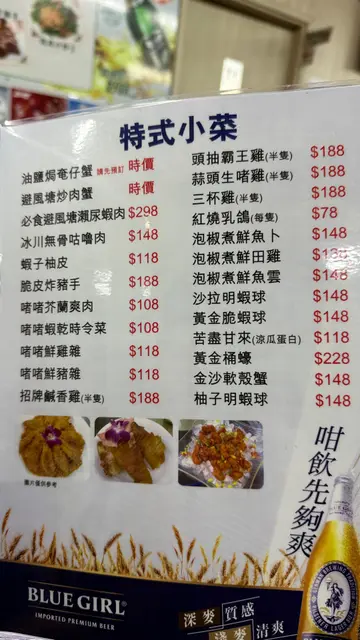 特式小菜
油鹽焗奄仔蟹 請先預訂 時價
避風塘炒肉蟹 時價
必食避風塘瀨尿蝦肉 $298
冰川無骨咕嚕肉 $148
蝦子柚皮 $118
脆皮炸豬手 $188
啫啫芥蘭爽肉 $108
啫啫蝦乾時令菜 $108
啫啫鮮雞雜 $118
啫啫鮮豬雜 $118
招牌鹹香雞(半隻) $188
頭抽霸王雞(半隻) $188
蒜頭生啫雞(半隻) $188
三杯雞(半隻) $188
紅燒乳鴿(每隻) $78
泡椒煮鮮魚卜 $148
泡椒煮鮮田雞
泡椒煮鮮魚雲 $148
沙拉明蝦球 $148
黃金脆蝦球 $148
苦盡甘來(涼瓜蛋白) $118
黃金桶蠔 $228
金沙軟殼蟹 $148
柚子明蝦球 $148
圖片僅供參考
咁飲先夠爽
BLUE GIRL
IMPORTED PREMIUM BEER
深麥質感
淺麥清爽
BLUE GIRL